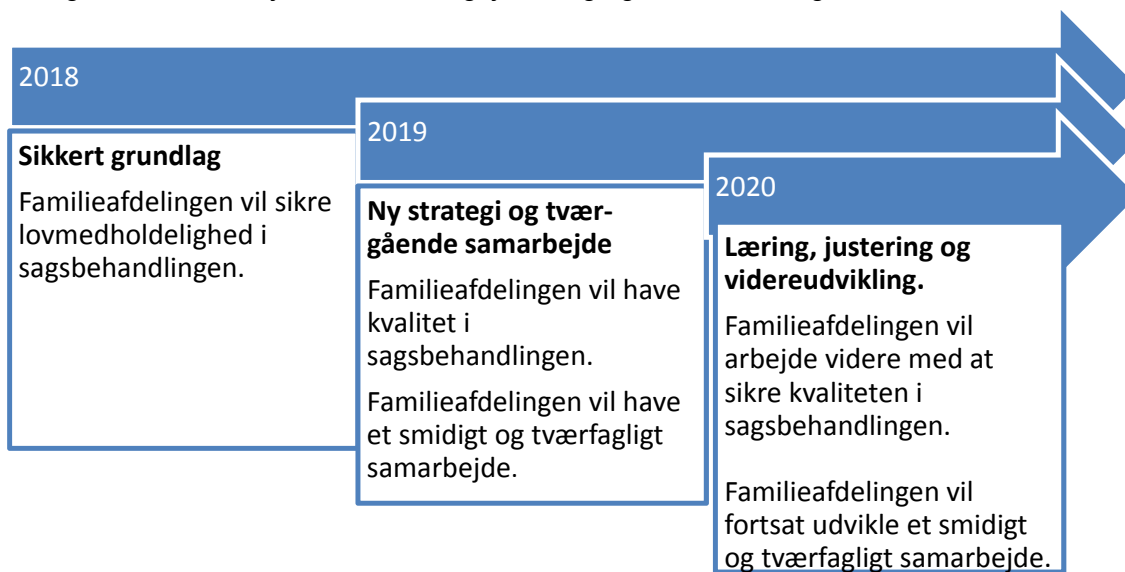 2018
Sikkert grundlag
Familieafdelingen vil sikre
lovmedholdelighed i
sagsbehandlingen.
2019
Ny strategi og tvær-
gående samarbejde
Familieafdelingen vil have
kvalitet i
sagsbehandlingen.
Familieafdelingen vil have
et smidigt og tværfagligt
samarbejde.
2020
Læring, justering og
videreudvikling.
Familieafdelingen vil
arbejde videre med at
sikre kvaliteten i
sagsbehandlingen.
Familieafdelingen vil
fortsat udvikle et smidigt
og tværfagligt samarbejde.